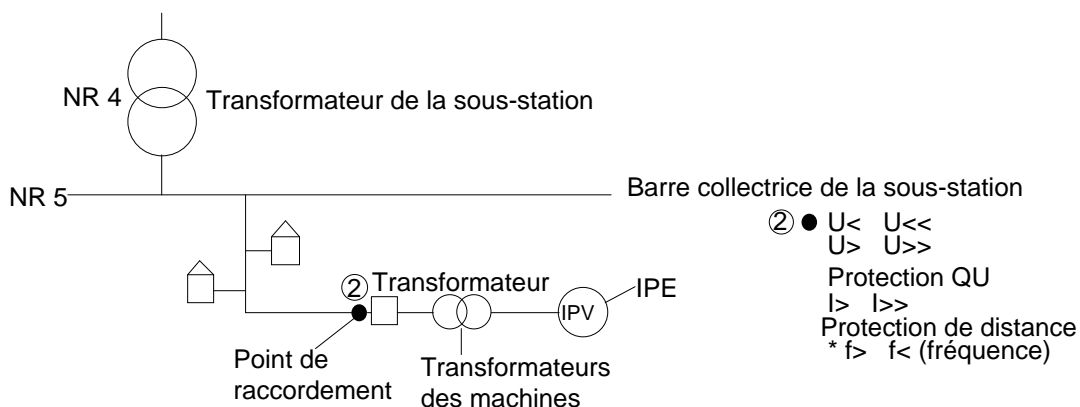 NR 4
Transformateur de la sous-station
NR 5
Barre collectrice de la sous-station
② U< U<<
U> U>>
Protection QU
I> I>>
Protection de distance
* f> f< (fréquence)
② Transformateur
IPV
IPE
Point de
raccordement
Transformateurs
des machines